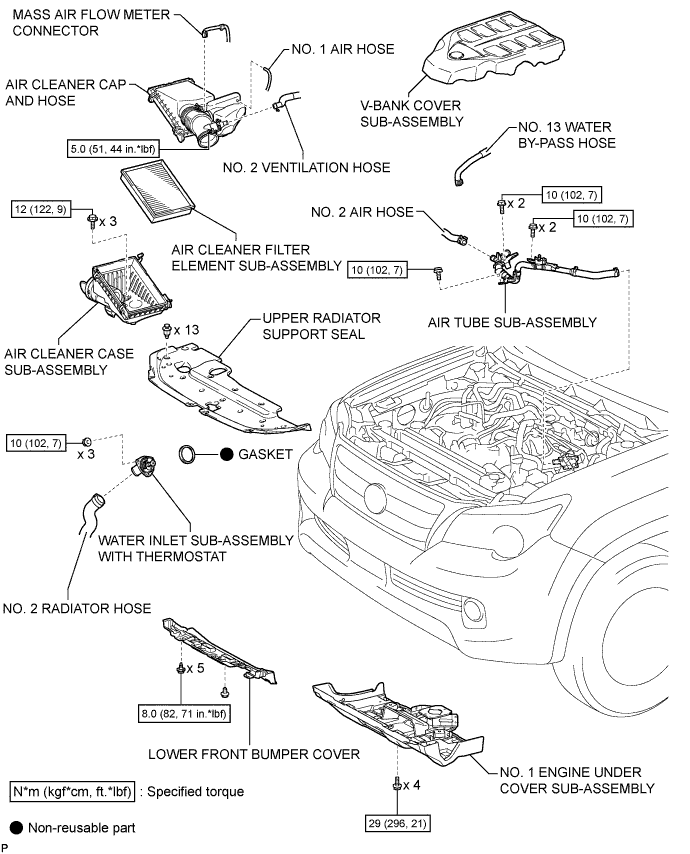 MASS AIR FLOW METER
CONNECTOR
NO. 1 AIR HOSE
AIR CLEANER CAP
AND HOSE
V-BANK COVER
SUB-ASSEMBLY
NO. 13 WATER
BY-PASS HOSE
5.0 (51, 44 in.*lbf)
NO. 2 VENTILATION HOSE
10 (102, 7)
x 2
12 (122, 9)
x 3
NO. 2 AIR HOSE
10 (102, 7)
x 2
AIR CLEANER FILTER
ELEMENT SUB-ASSEMBLY
10 (102, 7)
AIR TUBE SUB-ASSEMBLY
UPPER RADIATOR
SUPPORT SEAL
x 13
AIR CLEANER CASE
SUB-ASSEMBLY
10 (102, 7)
x 3
GASKET
WATER INLET SUB-ASSEMBLY
WITH THERMOSTAT
NO. 2 RADIATOR HOSE
x 5
8.0 (82, 71 in.*lbf)
LOWER FRONT BUMPER COVER
NO. 1 ENGINE UNDER
COVER SUB-ASSEMBLY
x 4
29 (296, 21)
N*m (kgf*cm, ft.*lbf) : Specified torque
Non-reusable part
P